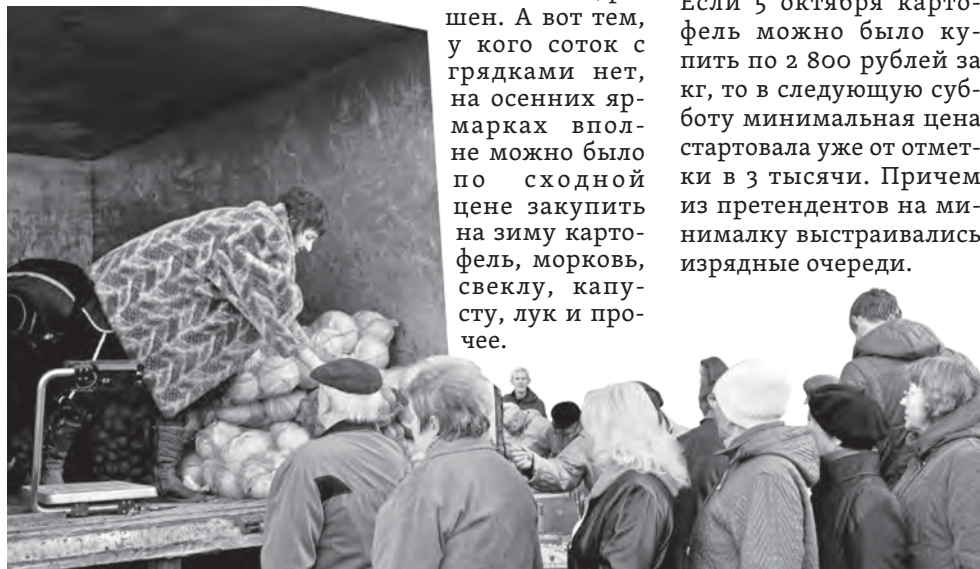 шен. А вот тем,
у кого соток с
грядками нет,
на осенних яр-
марках впол-
не можно было
по сходной
цене закупить
на зиму карто-
фель, морковь,
свеклу, капу-
сту, лук и про-
чее.
Если 5 октября карто-
фель можно было ку-
пить по 2 800 рублей за
кг, то в следующую суб-
боту минимальная цена
стартовала уже от отмет-
ки в 3 тысячи. Причем
из претендентов на ми-
нималку выстраивались
изрядные очереди.